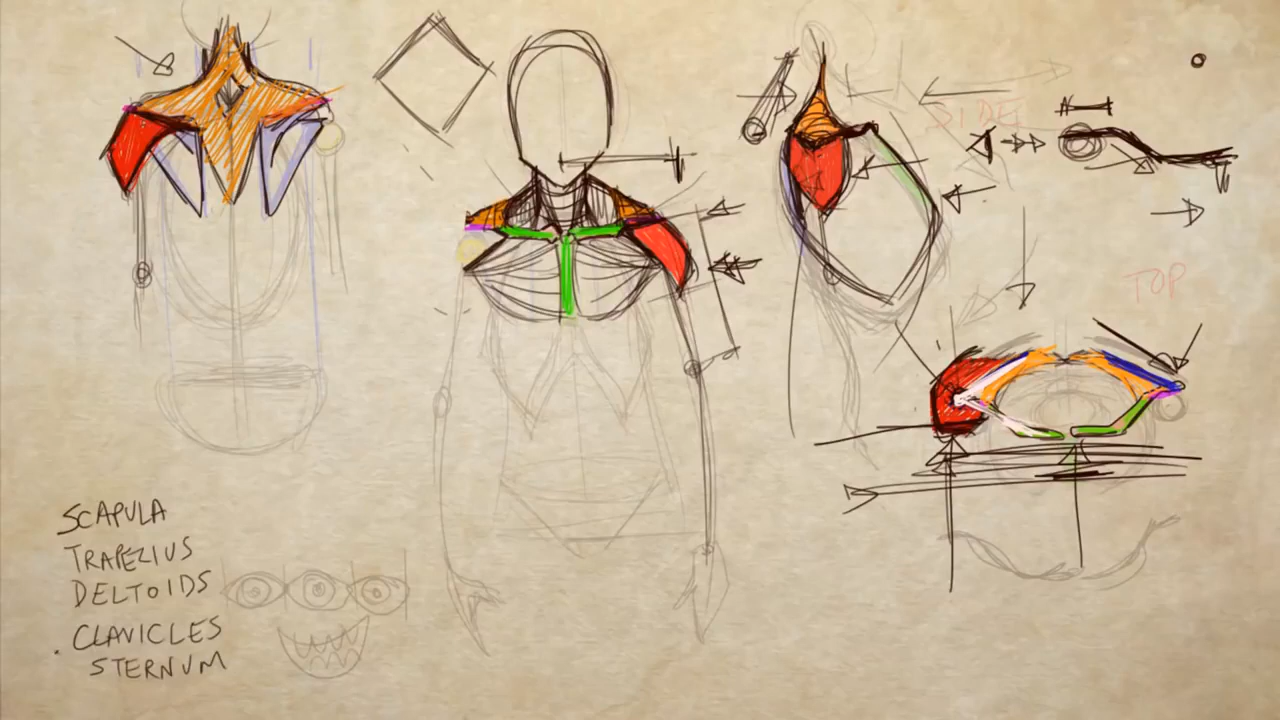 SIDE
TOP
SCAPULA
TRAPEZIUS
DELTOIDS
CLAVICLES
STERNUM